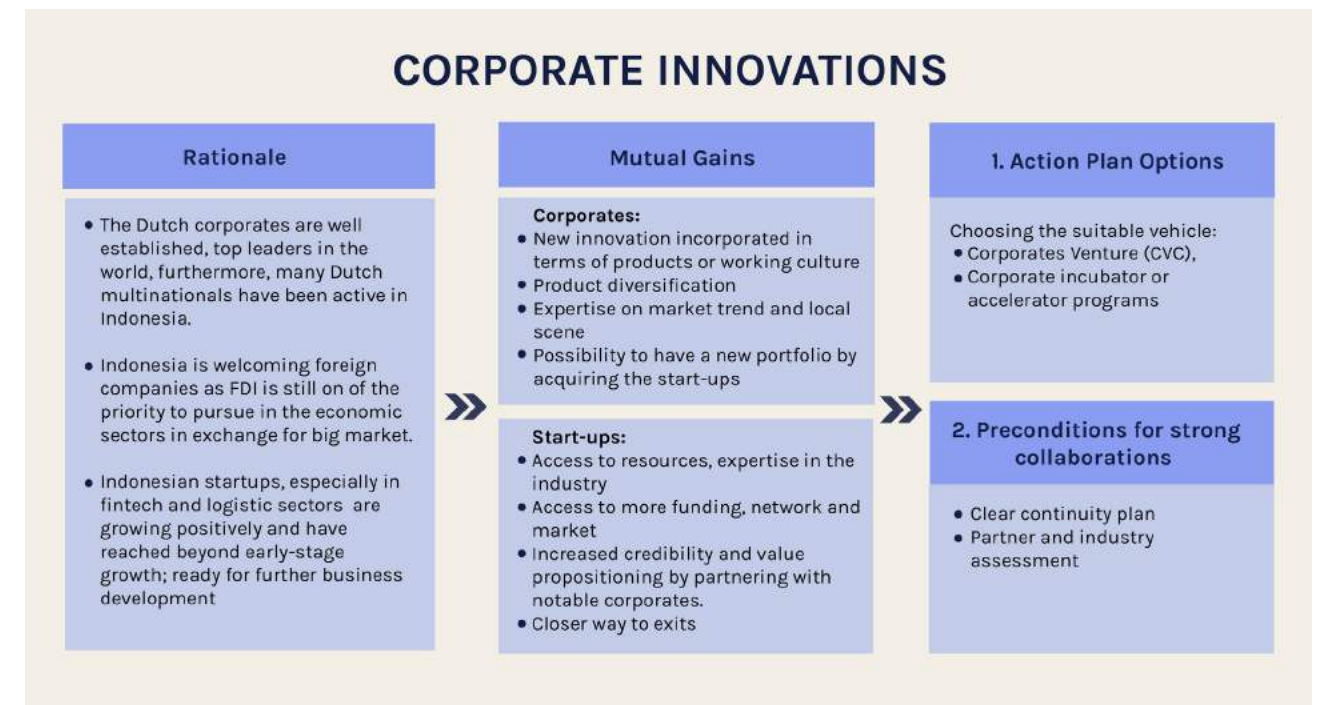 CORPORATE INNOVATIONS
Rationale
• The Dutch corporates are well
established, top leaders in the
world, furthermore, many Dutch
multinationals have been active in
Indonesia.
• Indonesia is welcoming foreign
companies as FDI is still on of the
priority to pursue in the economic
sectors in exchange for big market.
• Indonesian startups, especially in
fintech and logistic sectors are
growing positively and have
reached beyond early-stage
growth; ready for further business
development
Mutual Gains
Corporates:
• New innovation incorporated in
terms of products or working culture
• Product diversification
• Expertise on market trend and local
scene
• Possibility to have a new portfolio by
acquiring the start-ups
Start-ups:
• Access to resources, expertise in the
industry
• Access to more funding, network and
market
• Increased credibility and value
propositioning by partnering with
notable corporates.
• Closer way to exits
1. Action Plan Options
Choosing the suitable vehicle:
• Corporates Venture (CVC),
• Corporate incubator or
accelerator programs
2. Preconditions for strong
collaborations
• Clear continuity plan
• Partner and industry
assessment